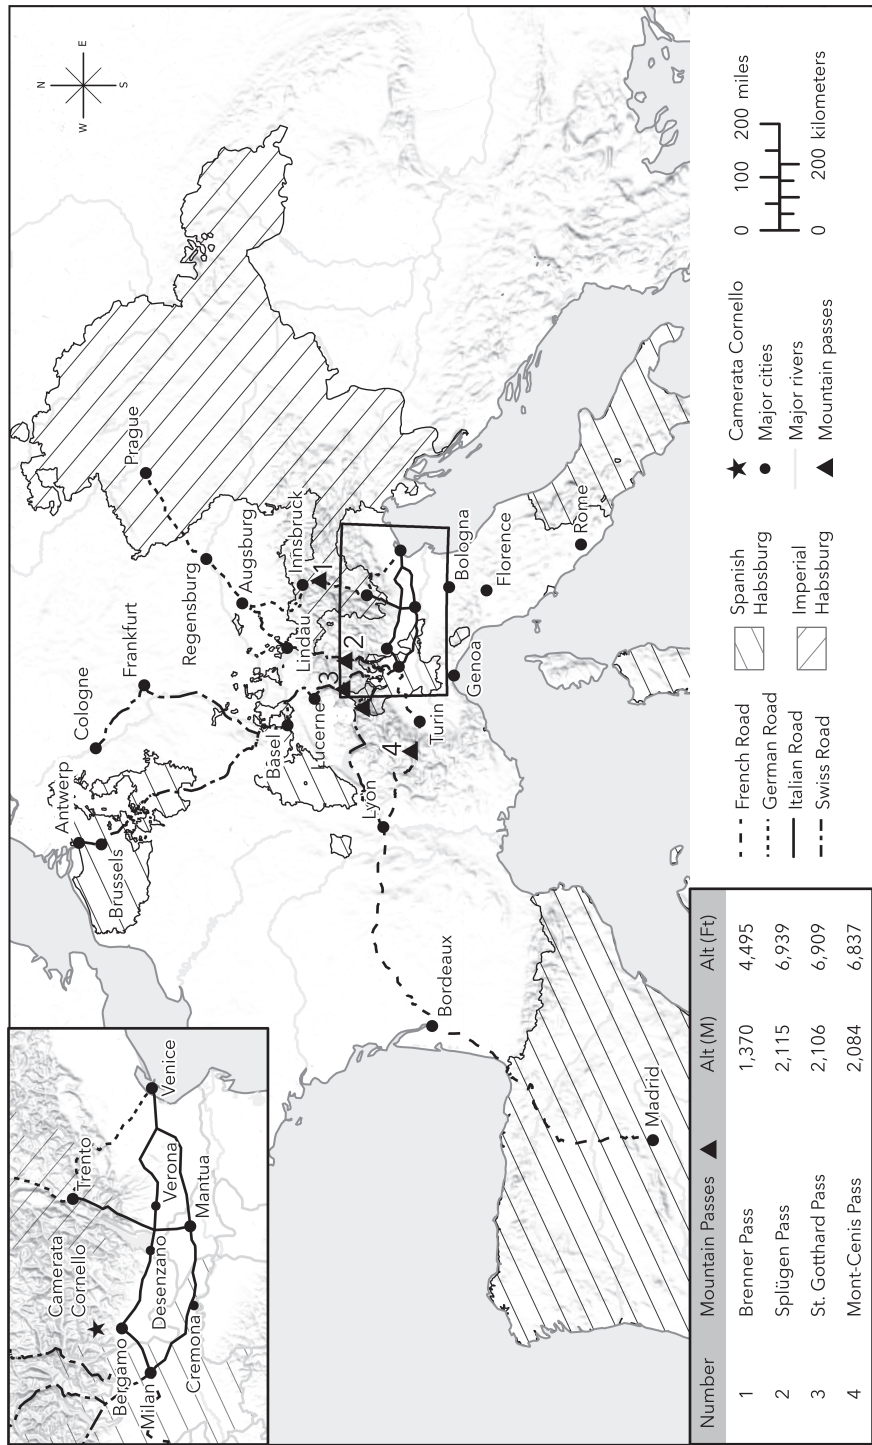 N
W
E
S
Antwerp
Brussels
Cologne
Frankfurt
Prague
Regensburg
Augsburg
Innsbruck
Lindau
Basel
Lucerne
1
2
3
4
Lyon
Turin
Genoa
Bologna
Florence
Rome
Bordeaux
Madrid
Camerata
Cornello
Trento
Bergamo
Milan
Desenzano
Verona
Venice
Cremona
Mantua
Number Mountain Passes Alt (M) Alt (Ft)
1 Brenner Pass 1,370 4,495
2 Splügen Pass 2,115 6,939
3 St. Gotthard Pass 2,106 6,909
4 Mont-Cenis Pass 2,084 6,837
French Road
German Road
Italian Road
Swiss Road
Spanish
Habsburg
Imperial
Habsburg
Camerata Cornello
Major cities
Major rivers
Mountain passes
0 100 200 miles
0 200 kilometers